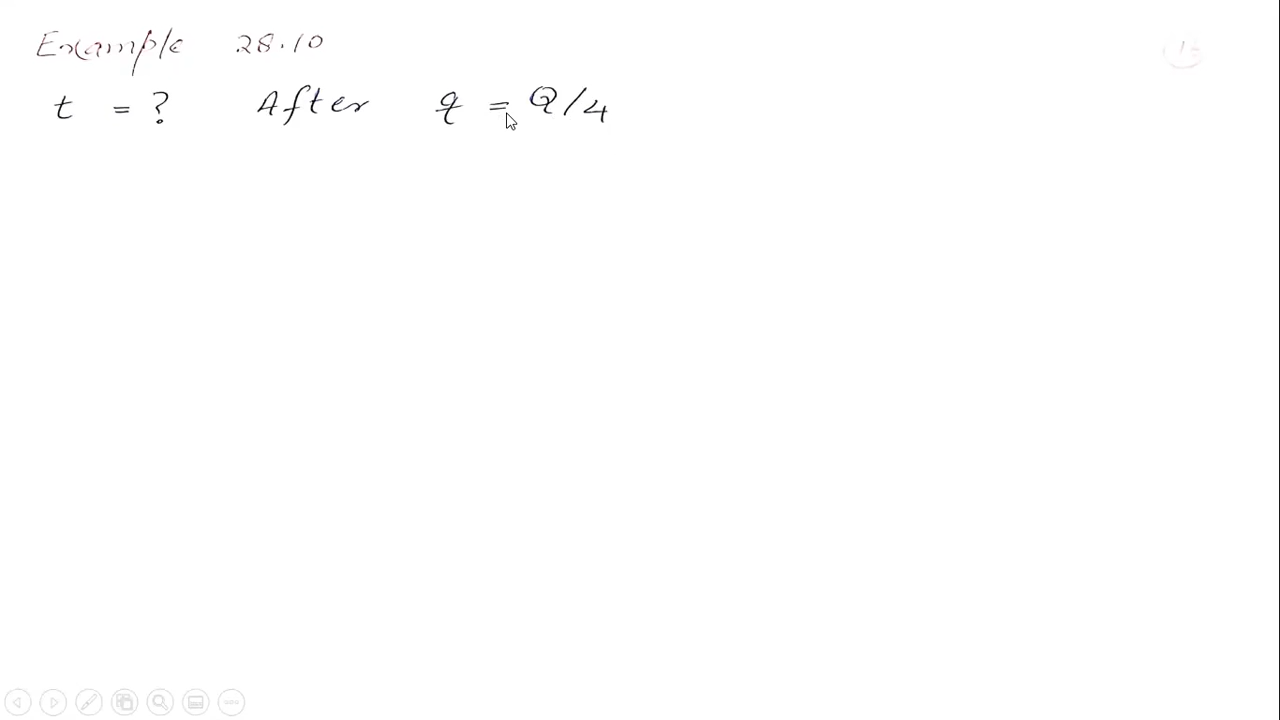 Example 28.10
t = ? After q = Q/4